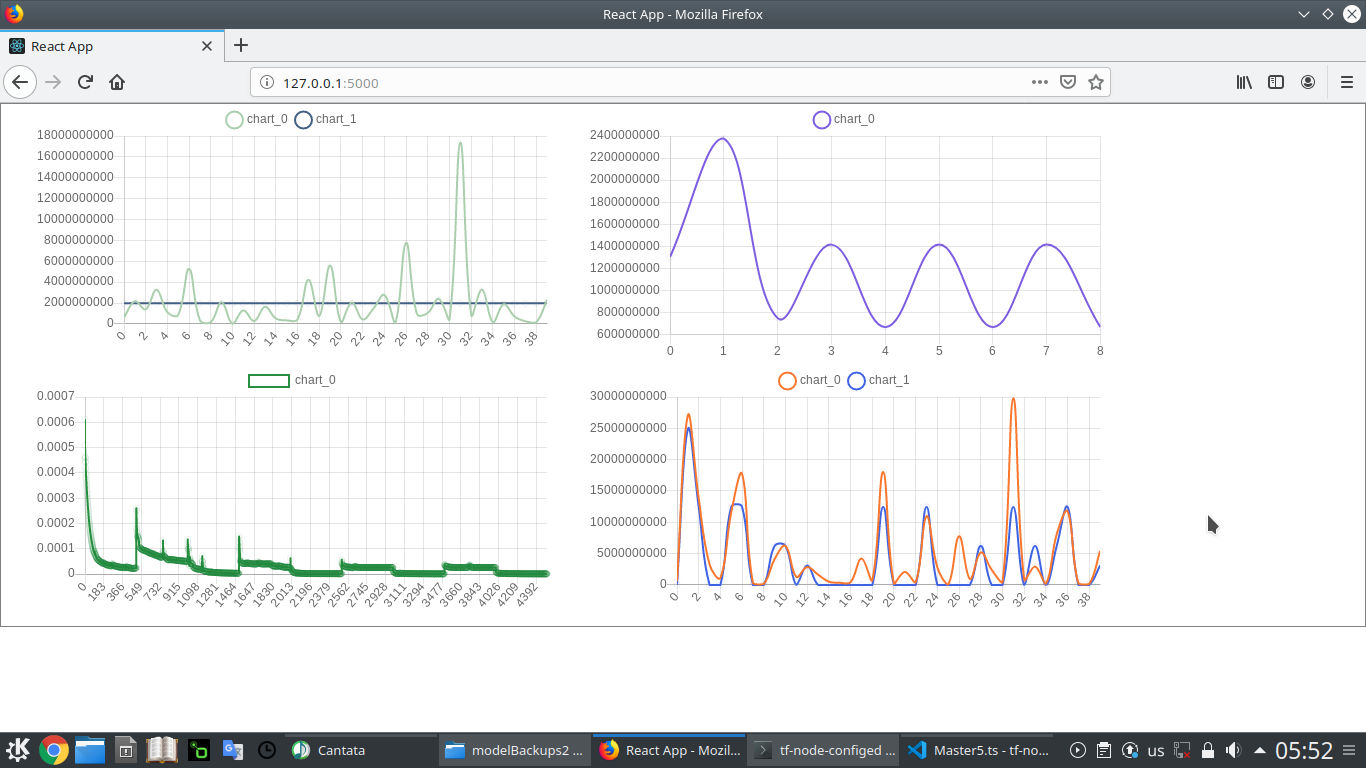 React App - Mozilla Firefox
React App
127.0.0.1:5000
chart_0 chart_1
18000000000
16000000000
14000000000
12000000000
10000000000
8000000000
6000000000
4000000000
2000000000
0
0 2 4 6 8 10 12 14 16 18 20 22 24 26 28 30 32 34 36 38
chart_0
2400000000
2200000000
2000000000
1800000000
1600000000
1400000000
1200000000
1000000000
800000000
600000000
0 1 2 3 4 5 6 7 8
chart_0
0.0007
0.0006
0.0005
0.0004
0.0003
0.0002
0.0001
0
0 183 366 549 732 915 1098 1281 1464 1647 1830 2013 2196 2379 2562 2745 2928 3111 3294 3477 3660 3843 4026 4209 4392
chart_0 chart_1
30000000000
25000000000
20000000000
15000000000
10000000000
5000000000
0
0 2 4 6 8 10 12 14 16 18 20 22 24 26 28 30 32 34 36 38
Cantata
modelBackups2 ...
React App - Mozil...
tf-node-configed ...
Master5.ts - tf-no...
us
05:52